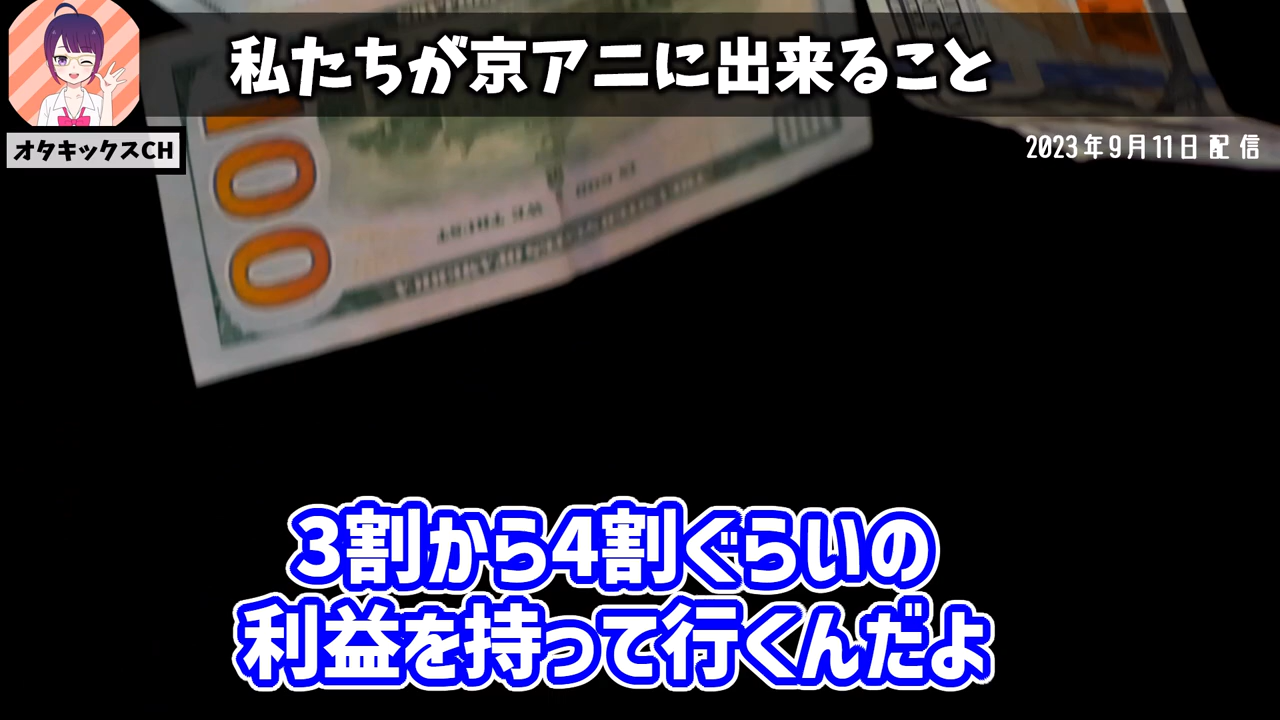 私たちが京アニに出来ること
オタキックスCH
2023年9月11日配信
100
3割から4割ぐらいの
利益を持って行くんだよ